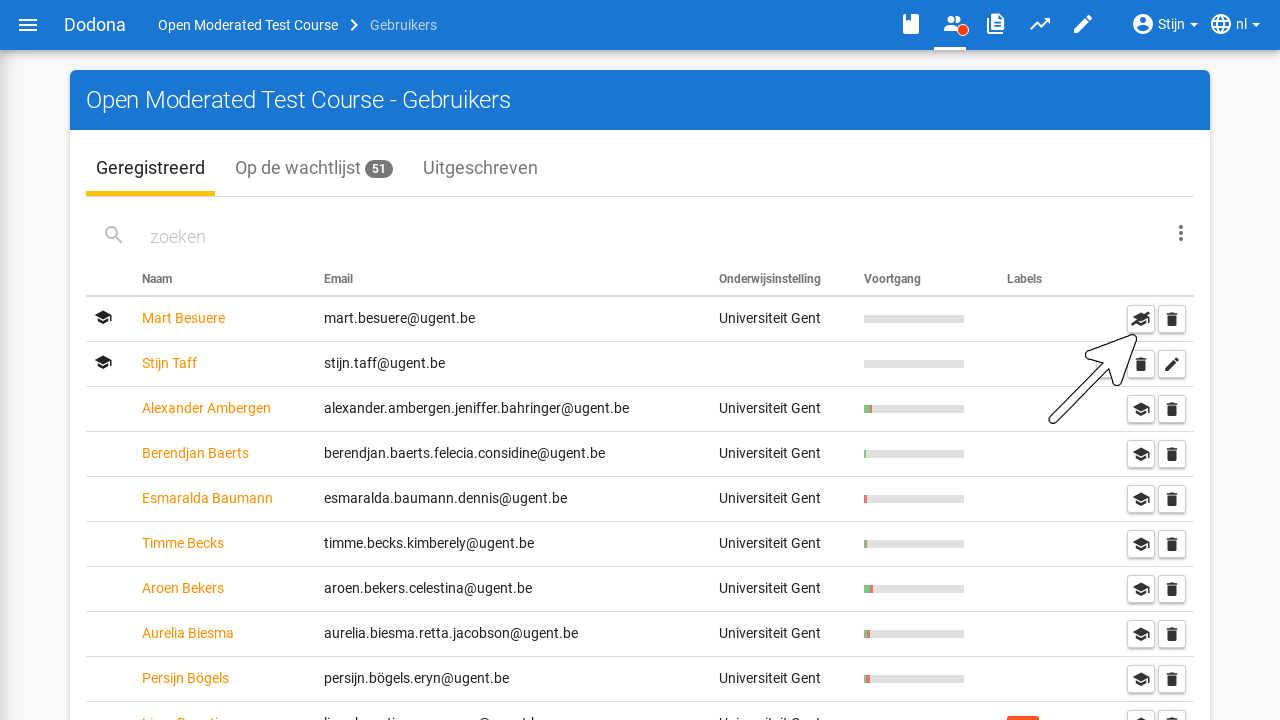 Dodona Open Moderated Test Course Gebruikers Stijn nl
Open Moderated Test Course - Gebruikers
Geregistreerd Op de wachtlijst 51 Uitgeschreven
zoeken
Naam Email Onderwijsinstelling Voortgang Labels
Mart Besuere mart.besuere@ugent.be Universiteit Gent
Stijn Taff stijn.taff@ugent.be
Alexander Ambergen alexander.ambergen.jeniffer.bahringer@ugent.be Universiteit Gent
Berendjan Baerts berendjan.baerts.felecia.considine@ugent.be Universiteit Gent
Esmaralda Baumann esmaralda.baumann.dennis@ugent.be Universiteit Gent
Timme Becks timme.becks.kimberely@ugent.be Universiteit Gent
Aroen Bekers aroen.bekers.celestina@ugent.be Universiteit Gent
Aurelia Biesma aurelia.biesma.retta.jacobson@ugent.be Universiteit Gent
Persijn Bögels persijn.bögels.eryn@ugent.be Universiteit Gent